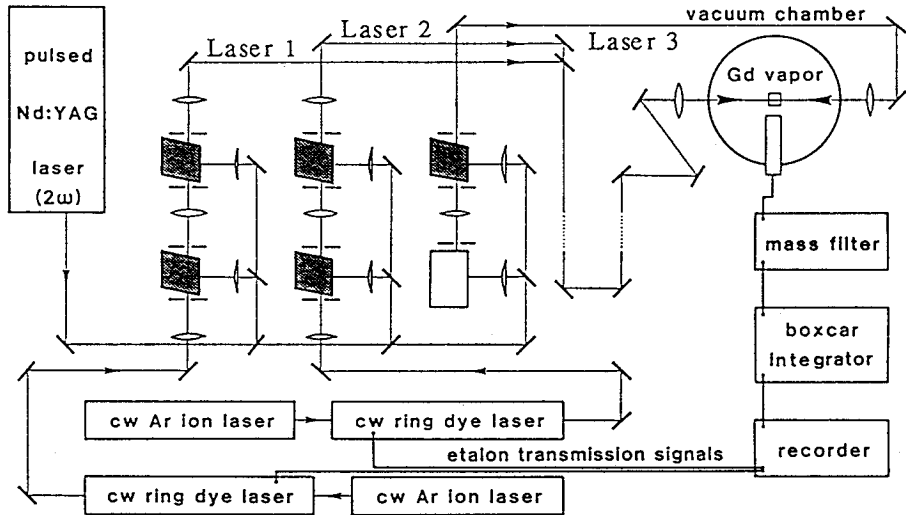 pulsed
Nd:YAG
laser
(2ω)
Laser 1
Laser 2
Laser 3
vacuum chamber
Gd vapor
mass filter
boxcar
Integrator
recorder
cw Ar ion laser
cw ring dye laser
etalon transmission signals
cw ring dye laser
cw Ar ion laser